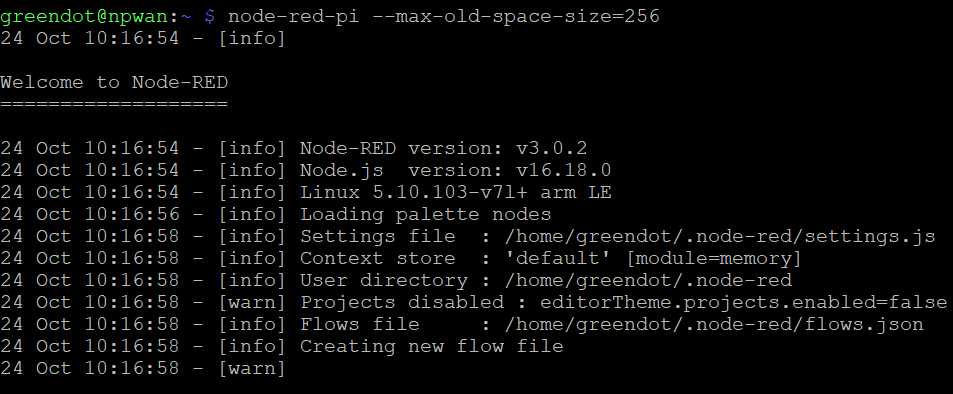 greendot@npwan:~ $ node-red-pi --max-old-space-size=256
24 Oct 10:16:54 - [info]
Welcome to Node-RED
===================
24 Oct 10:16:54 - [info] Node-RED version: v3.0.2
24 Oct 10:16:54 - [info] Node.js  version: v16.18.0
24 Oct 10:16:54 - [info] Linux 5.10.103-v7l+ arm LE
24 Oct 10:16:56 - [info] Loading palette nodes
24 Oct 10:16:58 - [info] Settings file  : /home/greendot/.node-red/settings.js
24 Oct 10:16:58 - [info] Context store  : 'default' [module=memory]
24 Oct 10:16:58 - [info] User directory : /home/greendot/.node-red
24 Oct 10:16:58 - [warn] Projects disabled : editorTheme.projects.enabled=false
24 Oct 10:16:58 - [info] Flows file     : /home/greendot/.node-red/flows.json
24 Oct 10:16:58 - [info] Creating new flow file
24 Oct 10:16:58 - [warn]